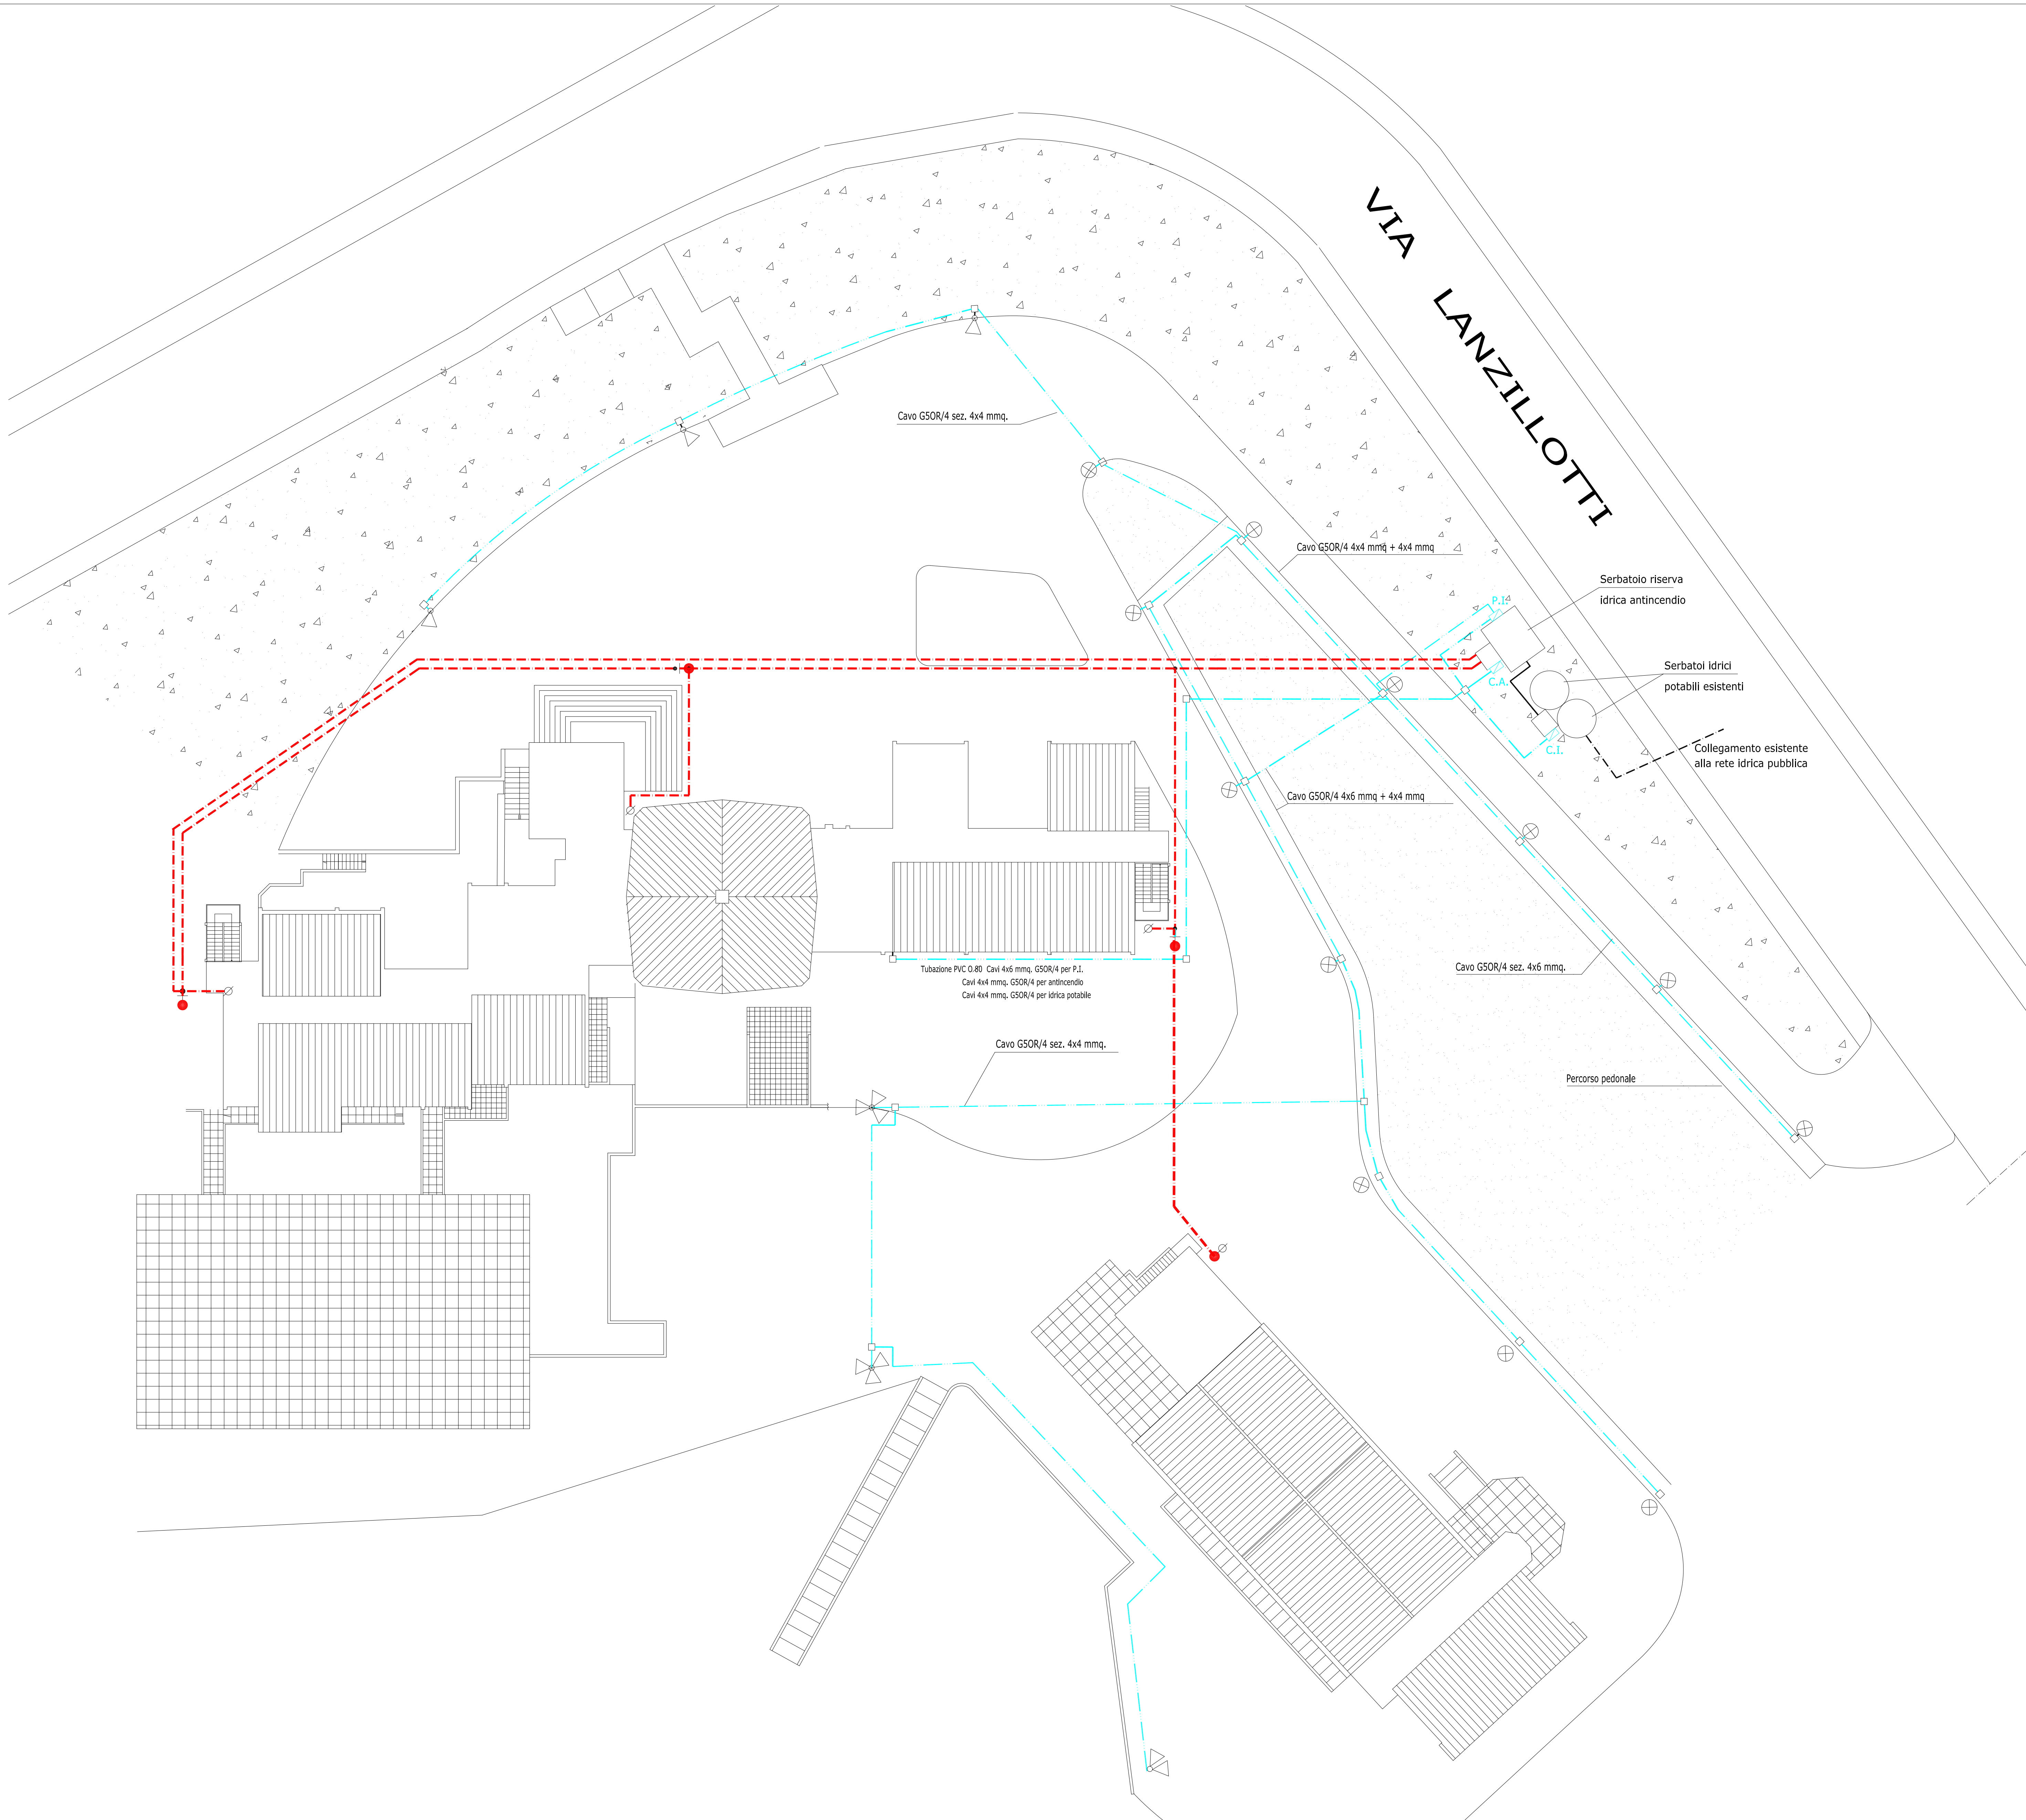 VIA LANZILLOTTI
Cavo G5OR/4 sez. 4x4 mmq.
Cavo G5OR/4 4x4 mmq + 4x4 mmq
Serbatoio riserva
idrica antincendio
P.I.
C.A.
C.I.
Serbatoi idrici
potabili esistenti
Collegamento esistente
alla rete idrica pubblica
Cavo G5OR/4 4x6 mmq + 4x4 mmq
Cavo G5OR/4 sez. 4x6 mmq.
Tubazione PVC O.80 Cavi 4x6 mmq. G5OR/4 per P.I.
Cavi 4x4 mmq. G5OR/4 per antincendio
Cavi 4x4 mmq. G5OR/4 per idrica potabile
Cavo G5OR/4 sez. 4x4 mmq.
Percorso pedonale